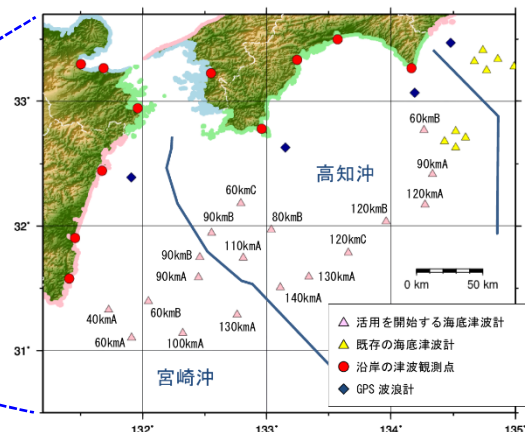 33°
32°
31°
132°
133°
134°
135°
高知沖
宮崎沖
60kmB
90kmA
120kmA
120kmB
60kmC
80kmB
90kmB
110kmA
120kmC
90kmB
130kmA
90kmA
140kmA
60kmB
40kmA
130kmA
100kmA
60kmA
0 km 50 km
活用を開始する海底津波計
既存の海底津波計
沿岸の津波観測点
GPS 波浪計